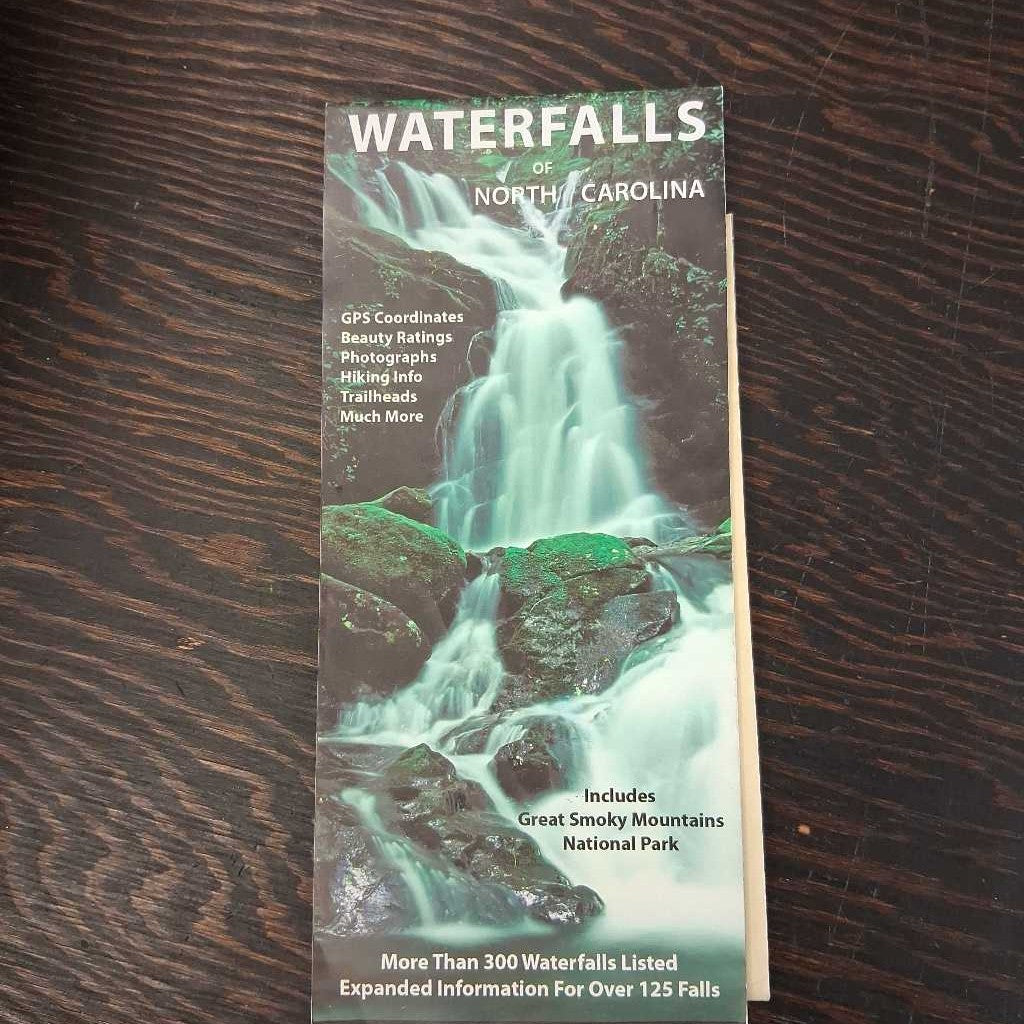 WATERFALLS
OF
NORTH CAROLINA
GPS Coordinates
Beauty Ratings
Photographs
Hiking Info
Trailheads
Much More
Includes
Great Smoky Mountains
National Park
More Than 300 Waterfalls Listed
Expanded Information For Over 125 Falls